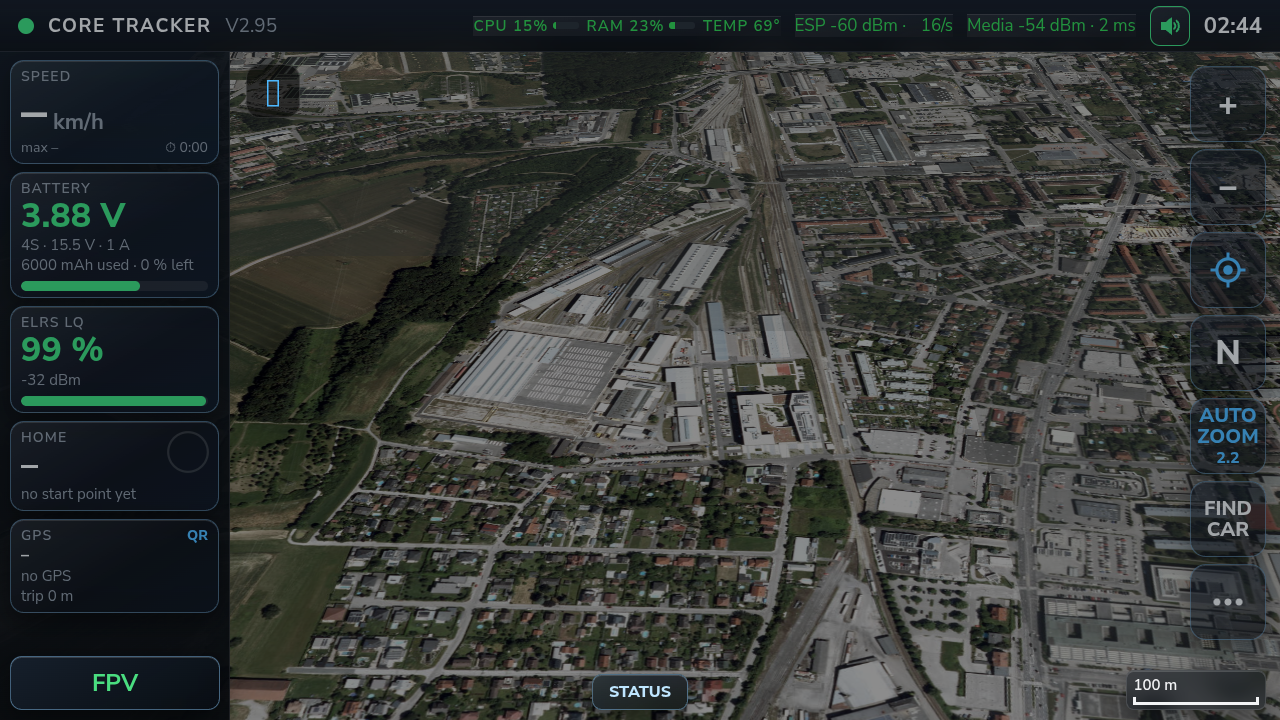 CORE TRACKER V2.95
CPU 15% RAM 23% TEMP 69° ESP -60 dBm · 16/s Media -54 dBm · 2 ms 02:44
SPEED
– km/h
max – ⏱ 0:00
BATTERY
3.88 V
4S · 15.5 V · 1 A
6000 mAh used · 0 % left
ELRS LQ
99 %
-32 dBm
HOME
–
no start point yet
GPS QR
–
no GPS
trip 0 m
FPV
+
−
N
AUTO
ZOOM
2.2
FIND
CAR
•••
STATUS
100 m